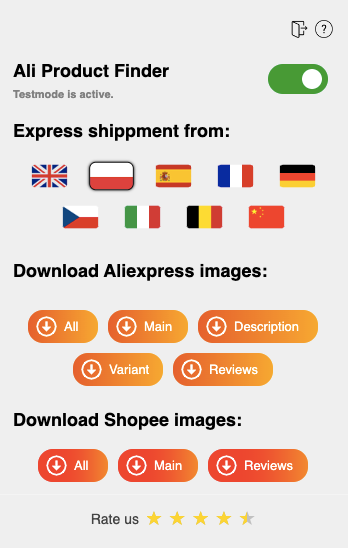 ?
Ali Product Finder
Testmode is active.
Express shippment from:
Download Aliexpress images:
All Main Description
Variant Reviews
Download Shopee images:
All Main Reviews
Rate us